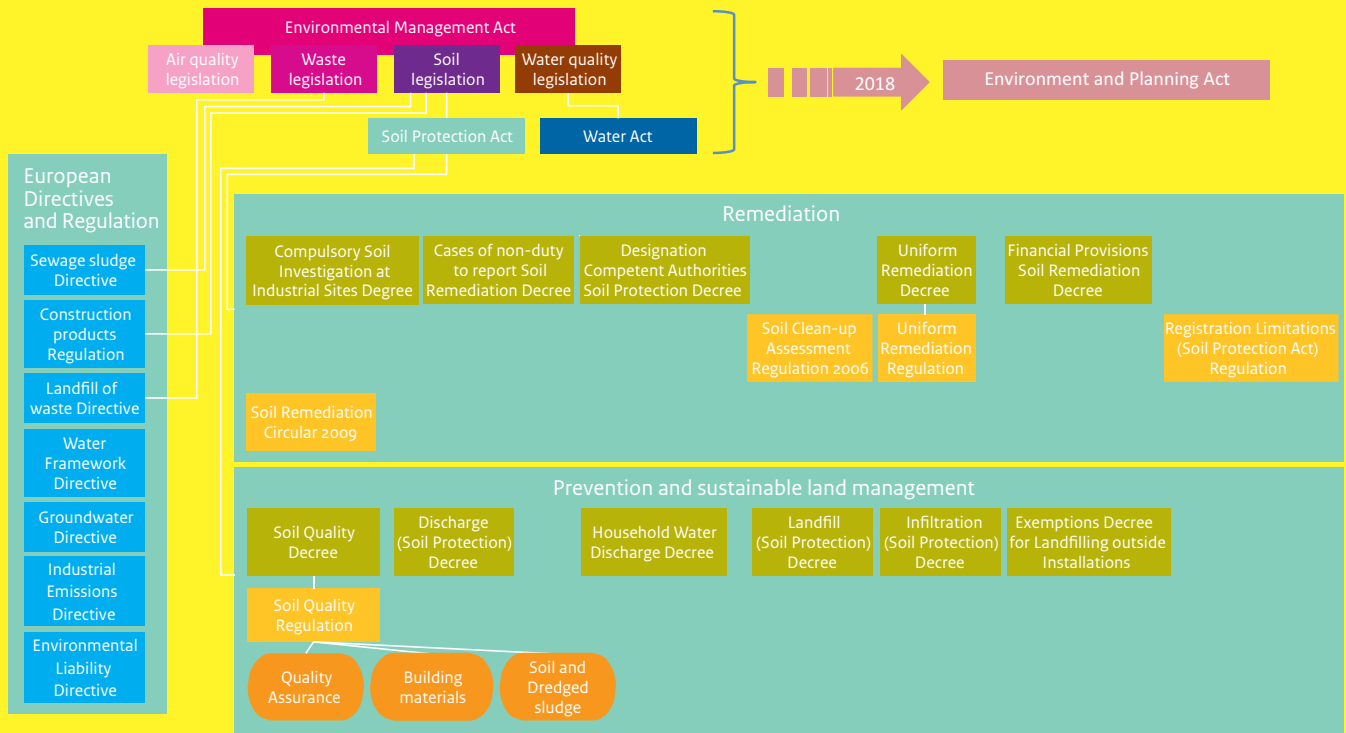 Environmental Management Act
Air quality
legislation
Waste
legislation
Soil
legislation
Water quality
legislation
2018
Environment and Planning Act
Soil Protection Act
Water Act
European
Directives
and Regulation
Sewage sludge
Directive
Construction
products
Regulation
Landfill of
waste Directive
Water
Framework
Directive
Groundwater
Directive
Industrial
Emissions
Directive
Environmental
Liability
Directive
Remediation
Compulsory Soil
Investigation at
Industrial Sites Degree
Cases of non-duty
to report Soil
Remediation Decree
Designation
Competent Authorities
Soil Protection Decree
Uniform
Remediation
Decree
Financial Provisions
Soil Remediation
Decree
Soil Clean-up
Assessment
Regulation 2006
Uniform
Remediation
Regulation
Registration Limitations
(Soil Protection Act)
Regulation
Soil Remediation
Circular 2009
Prevention and sustainable land management
Soil Quality
Decree
Discharge
(Soil Protection)
Decree
Household Water
Discharge Decree
Landfill
(Soil Protection)
Decree
Infiltration
(Soil Protection)
Decree
Exemptions Decree
for Landfilling outside
Installations
Soil Quality
Regulation
Quality
Assurance
Building
materials
Soil and
Dredged
sludge